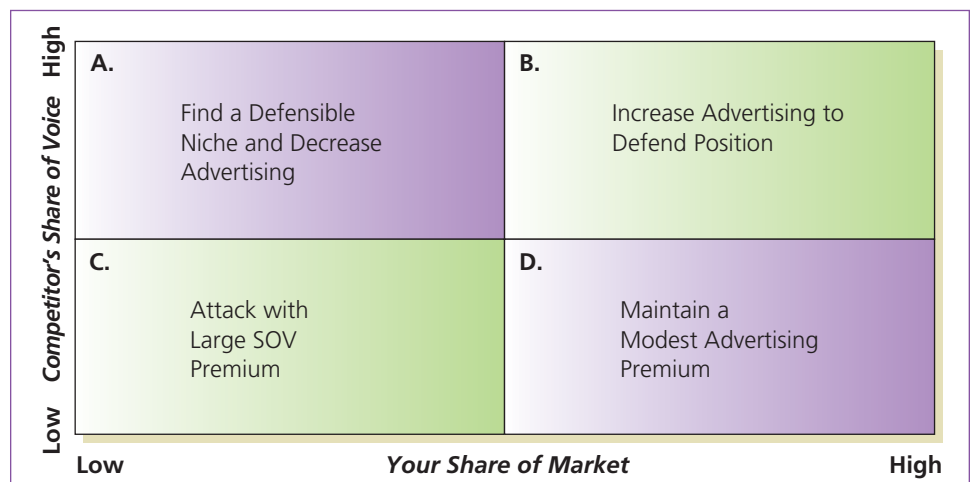 High
Competitor's Share of Voice
Low
A.
Find a Defensible
Niche and Decrease
Advertising
B.
Increase Advertising to
Defend Position
C.
Attack with
Large SOV
Premium
D.
Maintain a
Modest Advertising
Premium
Low
Your Share of Market
High